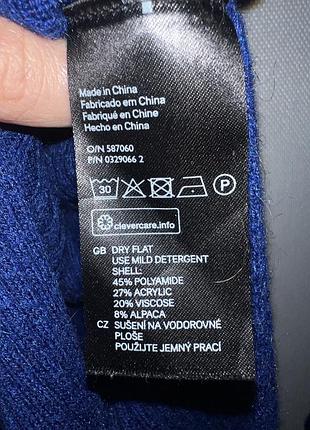 Made in China
Fabricado em China
Fabriqué en Chine
Hecho en China
O/N 587060
P/N 0329066 2
30 P
clevercare.info
GB DRY FLAT
USE MILD DETERGENT
SHELL:
45% POLYAMIDE
27% ACRYLIC
20% VISCOSE
8% ALPACA
CZ SUŠENÍ NA VODOROVNÉ
PLOŠE
POUŽIJTE JEMNÝ PRACÍ